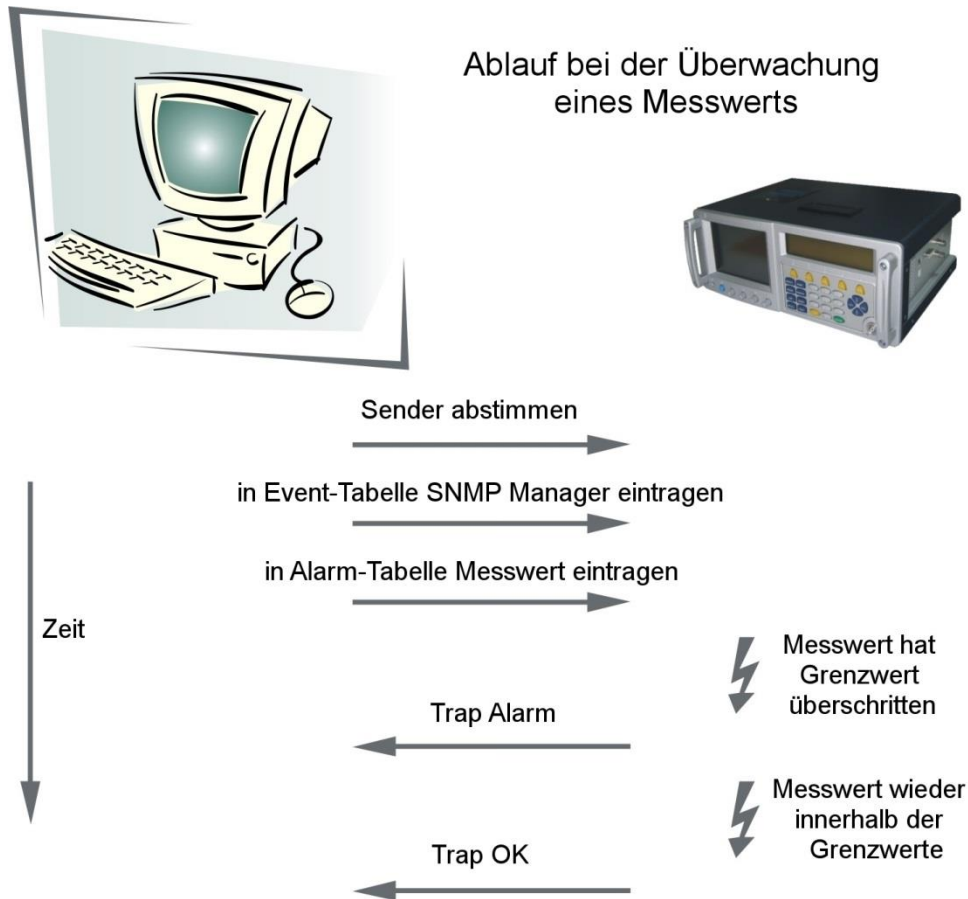 Ablauf bei der Überwachung
eines Messwerts
Sender abstimmen
in Event-Tabelle SNMP Manager eintragen
in Alarm-Tabelle Messwert eintragen
Zeit
Messwert hat
Grenzwert
überschritten
Trap Alarm
Messwert wieder
innerhalb der
Grenzwerte
Trap OK